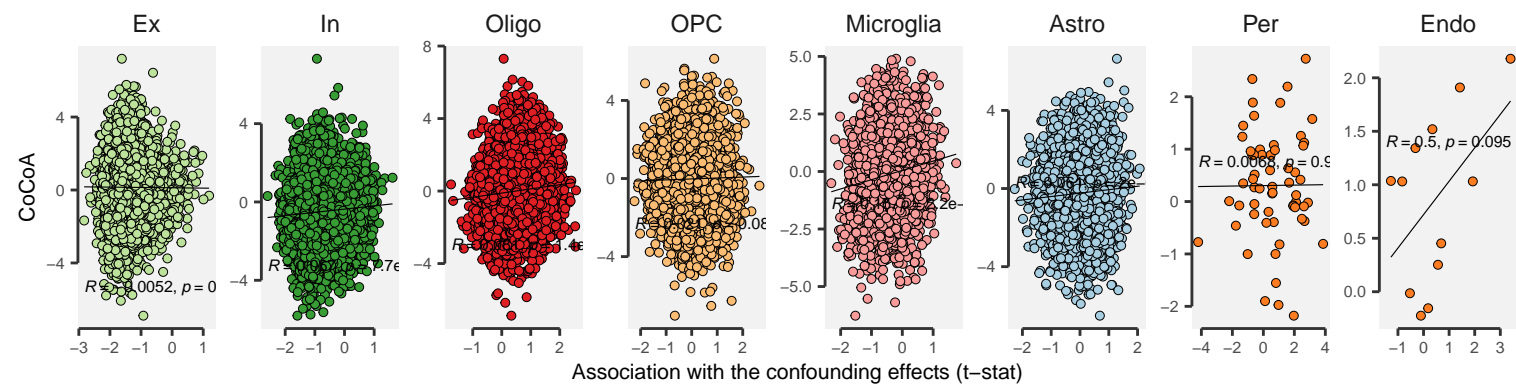 Ex In Oligo OPC Microglia Astro Per Endo
CoCoA
4
0
−4
−3 −2 −1 0 1
R = −0.0052, p = 0
4
0
−4
−2 −1 0 1
8
4
0
−4
−1 0 1 2
4
0
−4
−2 −1 0 1 2
5.0
2.5
0.0
−2.5
−5.0
−2 −1 0 1
4
0
−4
−2 −1 0 1 2
2
1
0
−1
−2
−4 −2 0 2 4
R = 0.0068, p = 0.9
2.0
1.5
1.0
0.5
0.0
−1 0 1 2 3
R = 0.5, p = 0.095
Association with the confounding effects (t−stat)